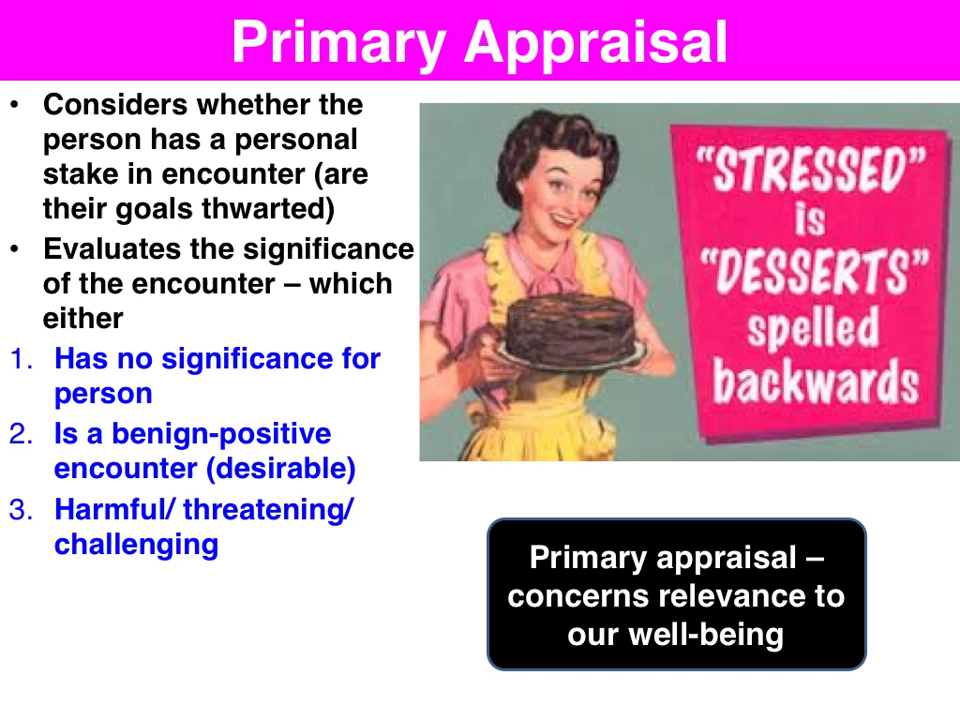 Primary Appraisal
• Considers whether the
person has a personal
stake in encounter (are
their goals thwarted)
• Evaluates the significance
of the encounter – which
either
1. Has no significance for
person
2. Is a benign-positive
encounter (desirable)
3. Harmful/ threatening/
challenging
“STRESSED”
is
“DESSERTS”
spelled
backwards
Primary appraisal –
concerns relevance to
our well-being